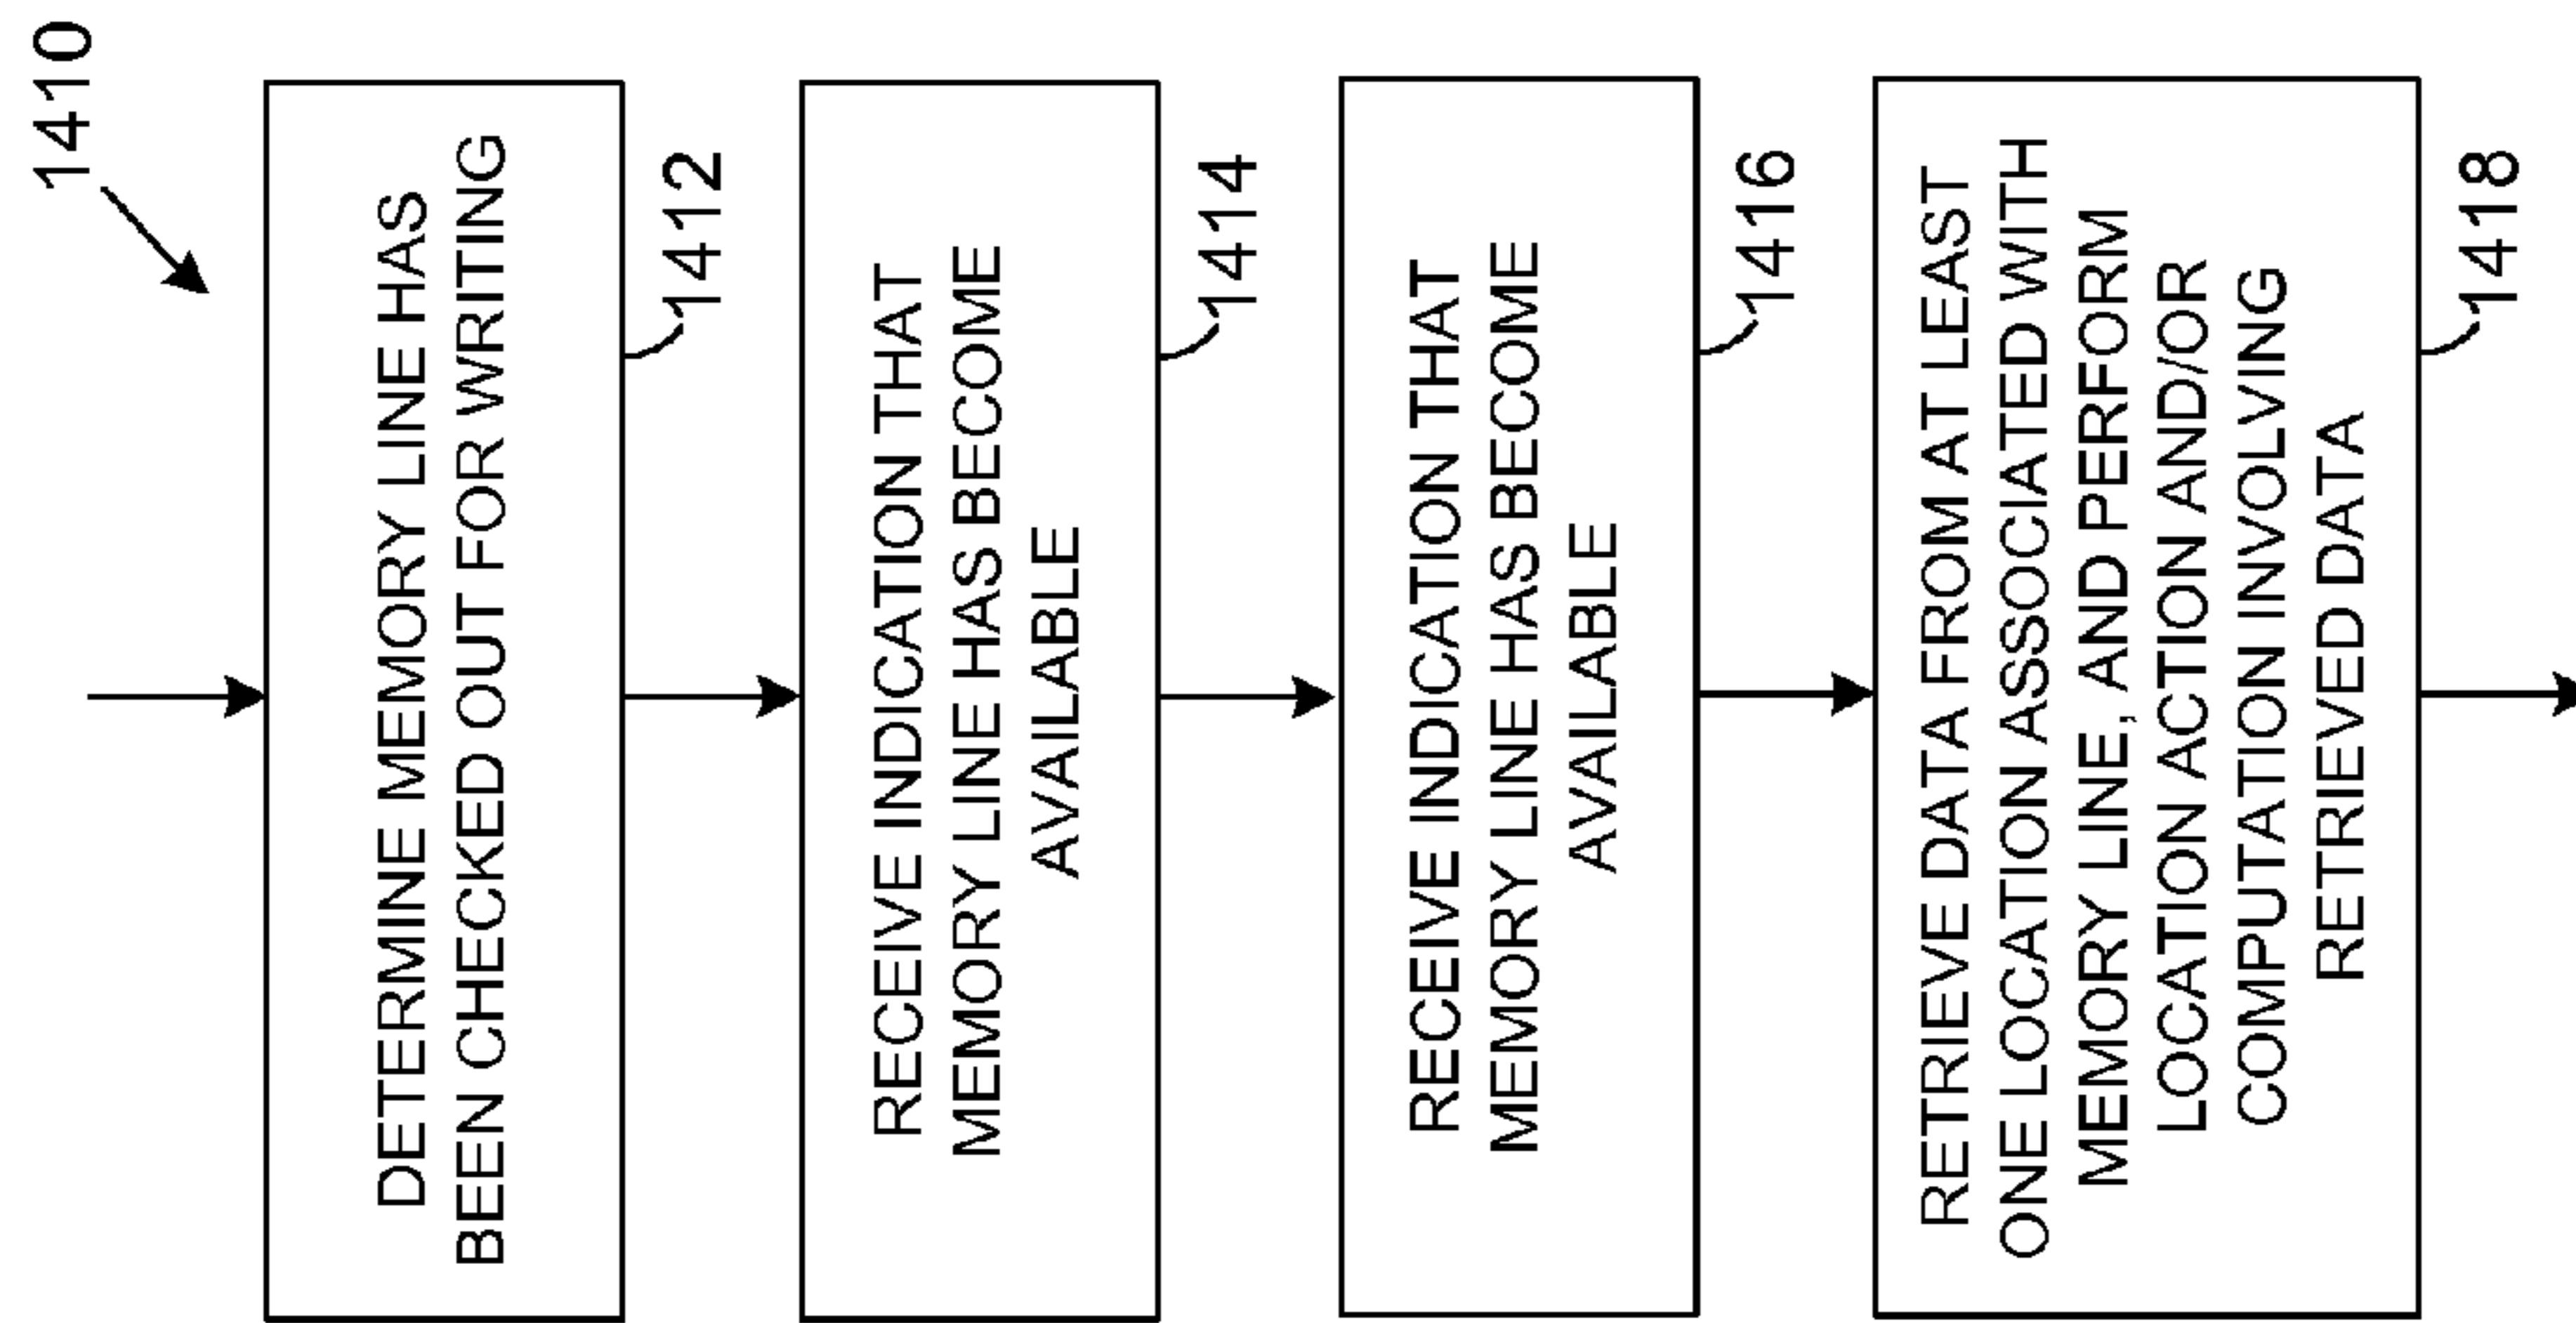 1410
DETERMINE MEMORY LINE HAS
BEEN CHECKED OUT FOR WRITING
1412
RECEIVE INDICATION THAT
MEMORY LINE HAS BECOME
AVAILABLE
1414
RECEIVE INDICATION THAT
MEMORY LINE HAS BECOME
AVAILABLE
1416
RETRIEVE DATA FROM AT LEAST
ONE LOCATION ASSOCIATED WITH
MEMORY LINE, AND PERFORM
LOCATION ACTION AND/OR
COMPUTATION INVOLVING
RETRIEVED DATA
1418